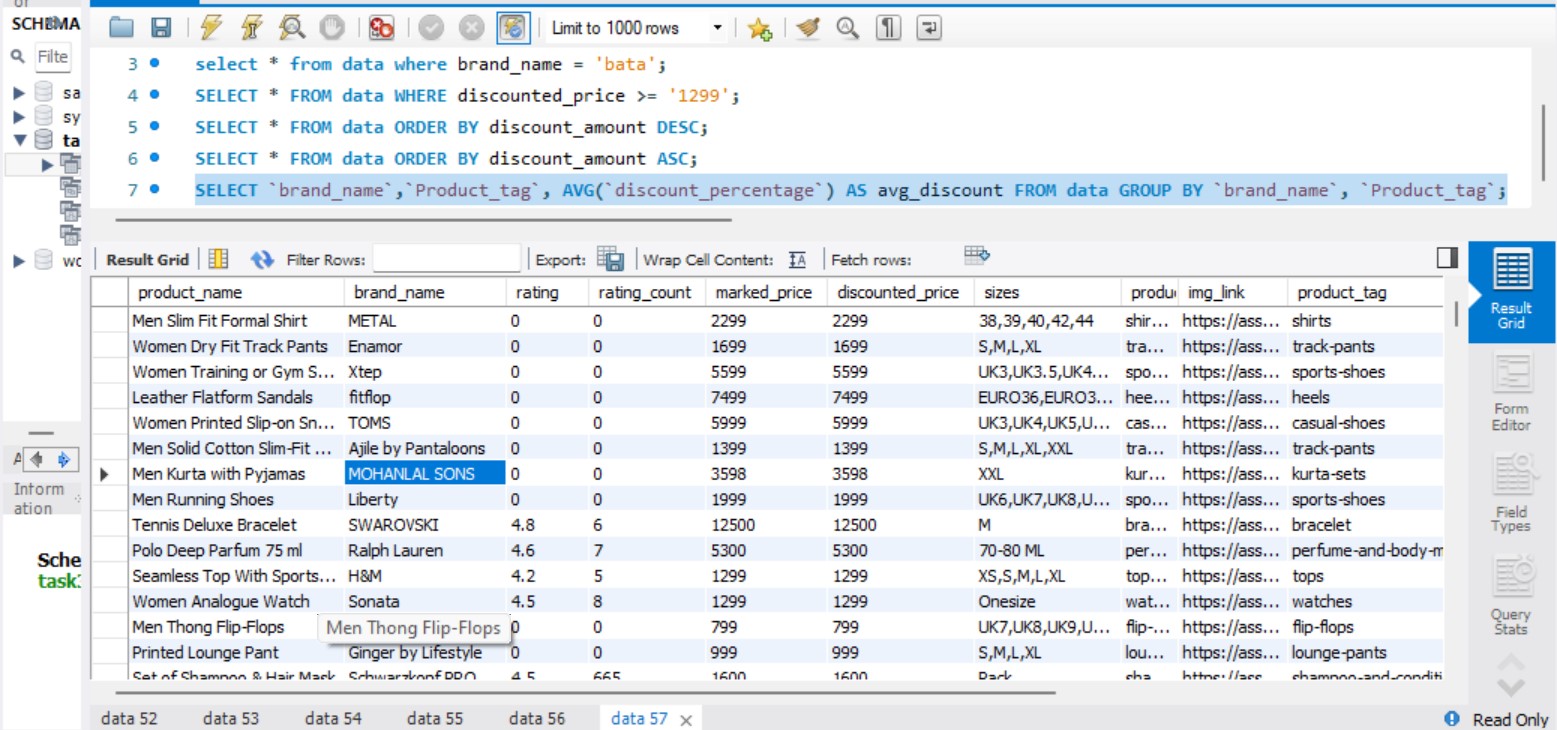 SCHEMA
Limit to 1000 rows
Filte
3 select * from data where brand_name = 'bata';
sa
4 SELECT * FROM data WHERE discounted_price >= '1299';
sy
5 SELECT * FROM data ORDER BY discount_amount DESC;
ta
6 SELECT * FROM data ORDER BY discount_amount ASC;
7 SELECT `brand_name`,`Product_tag`, AVG(`discount_percentage`) AS avg_discount FROM data GROUP BY `brand_name`, `Product_tag`;
wc
Result Grid Filter Rows: Export: Wrap Cell Content: IA Fetch rows:
product_name brand_name rating rating_count marked_price discounted_price sizes produ img_link product_tag
Men Slim Fit Formal Shirt METAL 0 0 2299 2299 38,39,40,42,44 shir... https://ass... shirts
Women Dry Fit Track Pants Enamor 0 0 1699 1699 S,M,L,XL tra... https://ass... track-pants
Women Training or Gym S... Xtep 0 0 5599 5599 UK3,UK3.5,UK4... spo... https://ass... sports-shoes
Leather Flatform Sandals fitflop 0 0 7499 7499 EURO36,EURO3... hee... https://ass... heels
Women Printed Slip-on Sn... TOMS 0 0 5999 5999 UK3,UK4,UK5,U... cas... https://ass... casual-shoes
Men Solid Cotton Slim-Fit ... Ajile by Pantaloons 0 0 1399 1399 S,M,L,XL,XXL tra... https://ass... track-pants
Men Kurta with Pyjamas MOHANLAL SONS 0 0 3598 3598 XXL kur... https://ass... kurta-sets
Men Running Shoes Liberty 0 0 1999 1999 UK6,UK7,UK8,U... spo... https://ass... sports-shoes
Tennis Deluxe Bracelet SWAROVSKI 4.8 6 12500 12500 M bra... https://ass... bracelet
Polo Deep Parfum 75 ml Ralph Lauren 4.6 7 5300 5300 70-80 ML per... https://ass... perfume-and-body-m
Seamless Top With Sports... H&M 4.2 5 1299 1299 XS,S,M,L,XL top... https://ass... tops
Women Analogue Watch Sonata 4.5 8 1299 1299 Onesize wat... https://ass... watches
Men Thong Flip-Flops Men Thong Flip-Flops 0 0 799 799 UK7,UK8,UK9,U... flip-... https://ass... flip-flops
Printed Lounge Pant Ginger by Lifestyle 0 0 999 999 S,M,L,XL lou... https://ass... lounge-pants
Set of Shampoo & Hair Mask Schwarzkopf PRO 4.5 665 1600 1600 Pack sha https://ass shampoo-and-conditi
Result
Grid
Form
Editor
Field
Types
Query
Stats
A
Inform
ation
Sche
task
data 52 data 53 data 54 data 55 data 56 data 57
Read Only